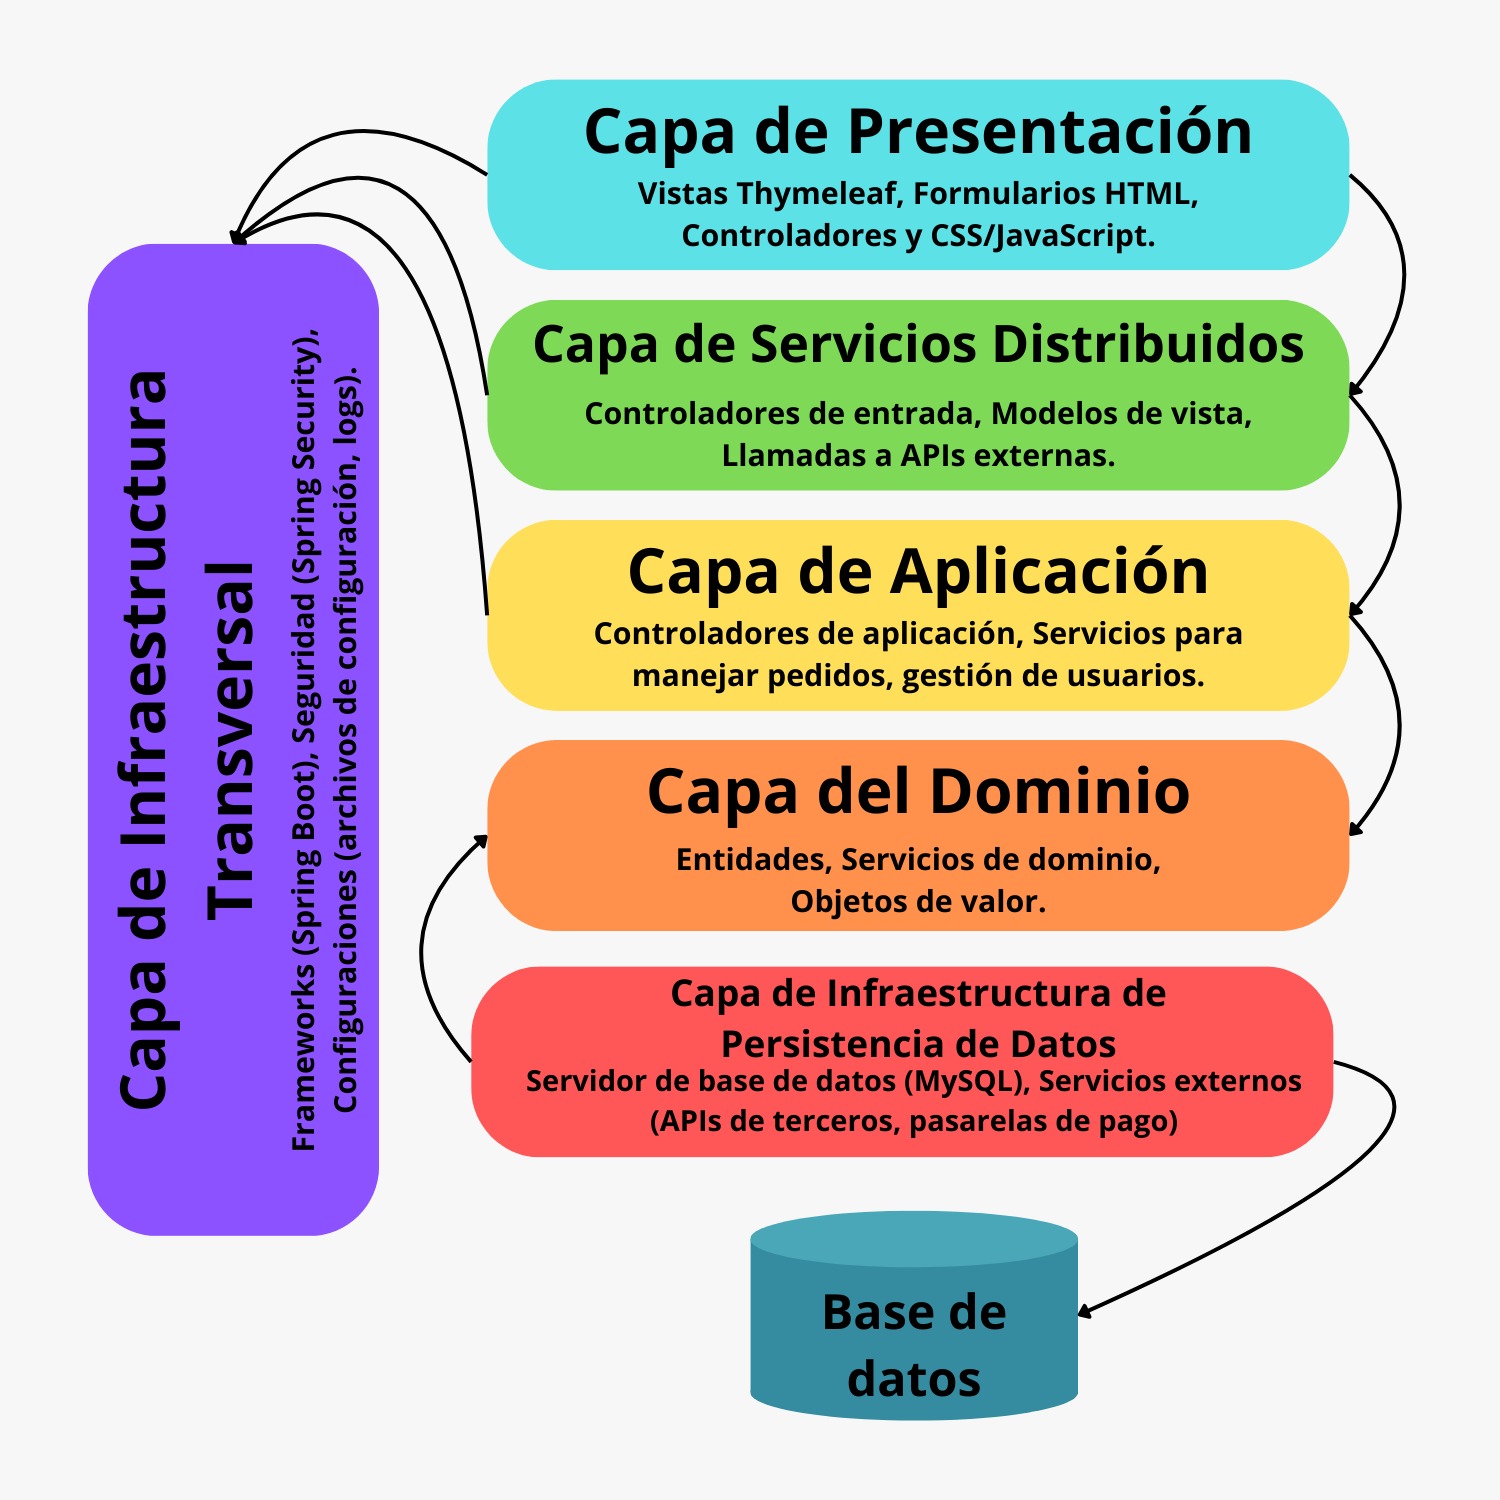 Capa de Presentación
Vistas Thymeleaf, Formularios HTML,
Controladores y CSS/JavaScript.
Capa de Servicios Distribuidos
Controladores de entrada, Modelos de vista,
Llamadas a APIs externas.
Capa de Aplicación
Controladores de aplicación, Servicios para
manejar pedidos, gestión de usuarios.
Capa del Dominio
Entidades, Servicios de dominio,
Objetos de valor.
Capa de Infraestructura de
Persistencia de Datos
Servidor de base de datos (MySQL), Servicios externos
(APIs de terceros, pasarelas de pago)
Base de
datos
Capa de Infraestructura
Transversal
Frameworks (Spring Boot), Seguridad (Spring Security),
Configuraciones (archivos de configuración, logs).